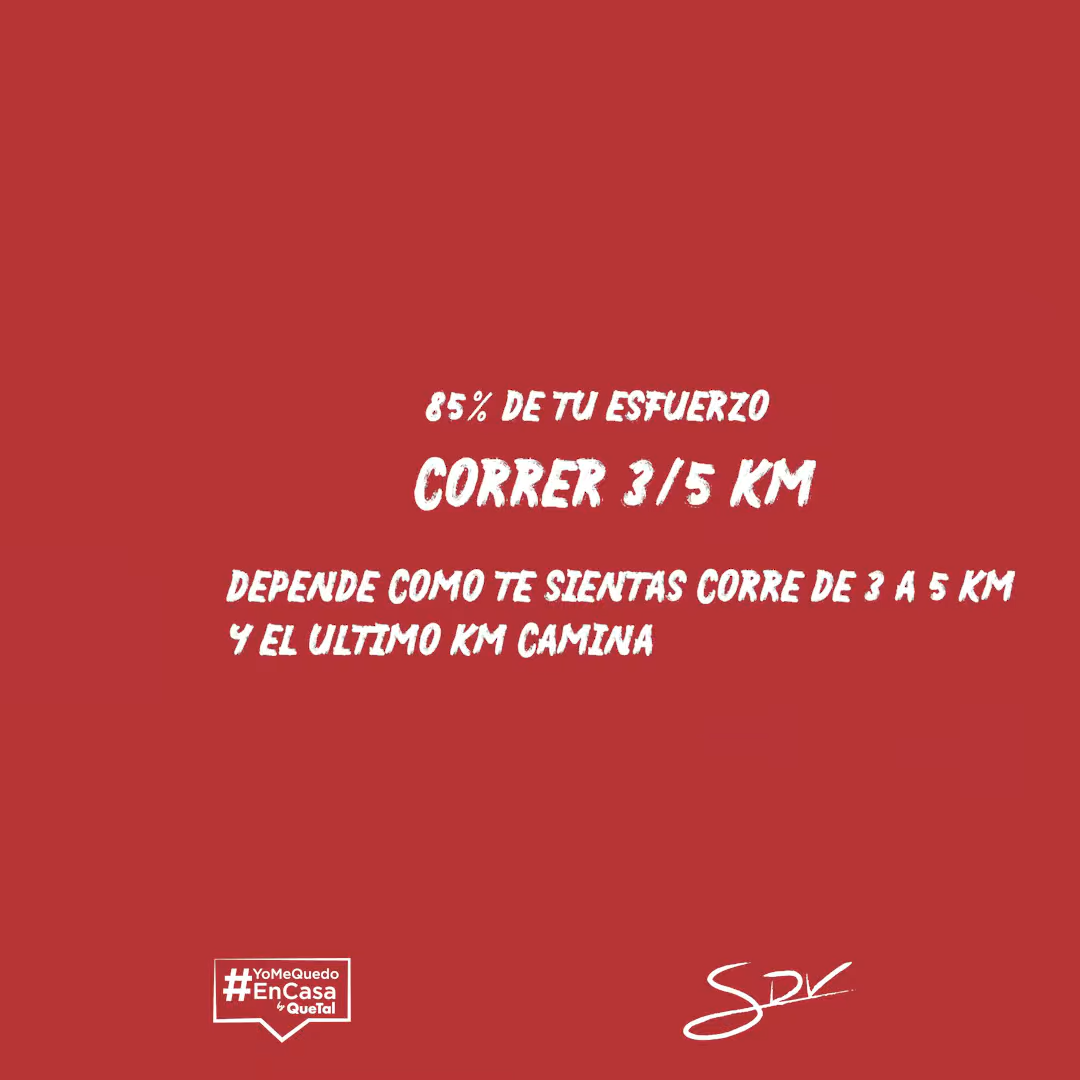 85% DE TU ESFUERZO
CORRER 3/5 KM
DEPENDE COMO TE SIENTAS CORRE DE 3 A 5 KM
Y EL ULTIMO KM CAMINA
#YoMeQuedo
EnCasa
by QueTal
SDV